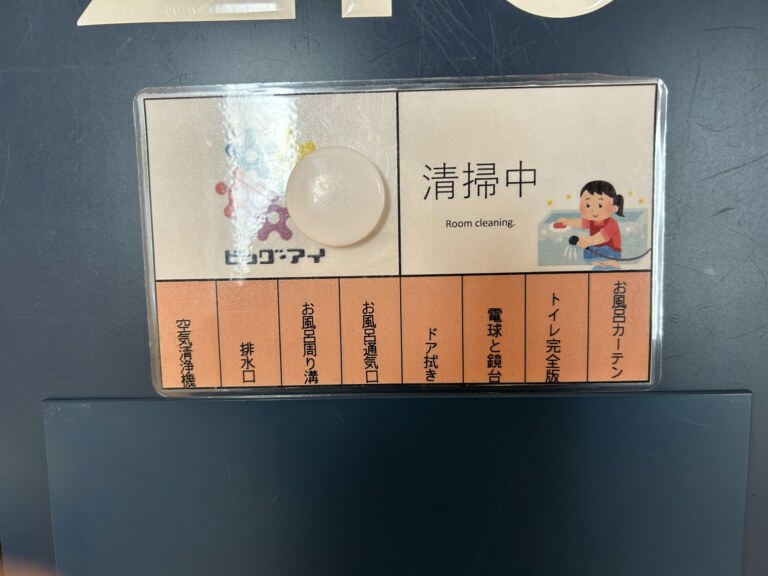 ビッグ・アイ
清掃中
Room cleaning.
お風呂カーテン
トイレ完全版
電球と鏡台
ドア拭き
お風呂通気口
お風呂周り溝
排水口
空気清浄機